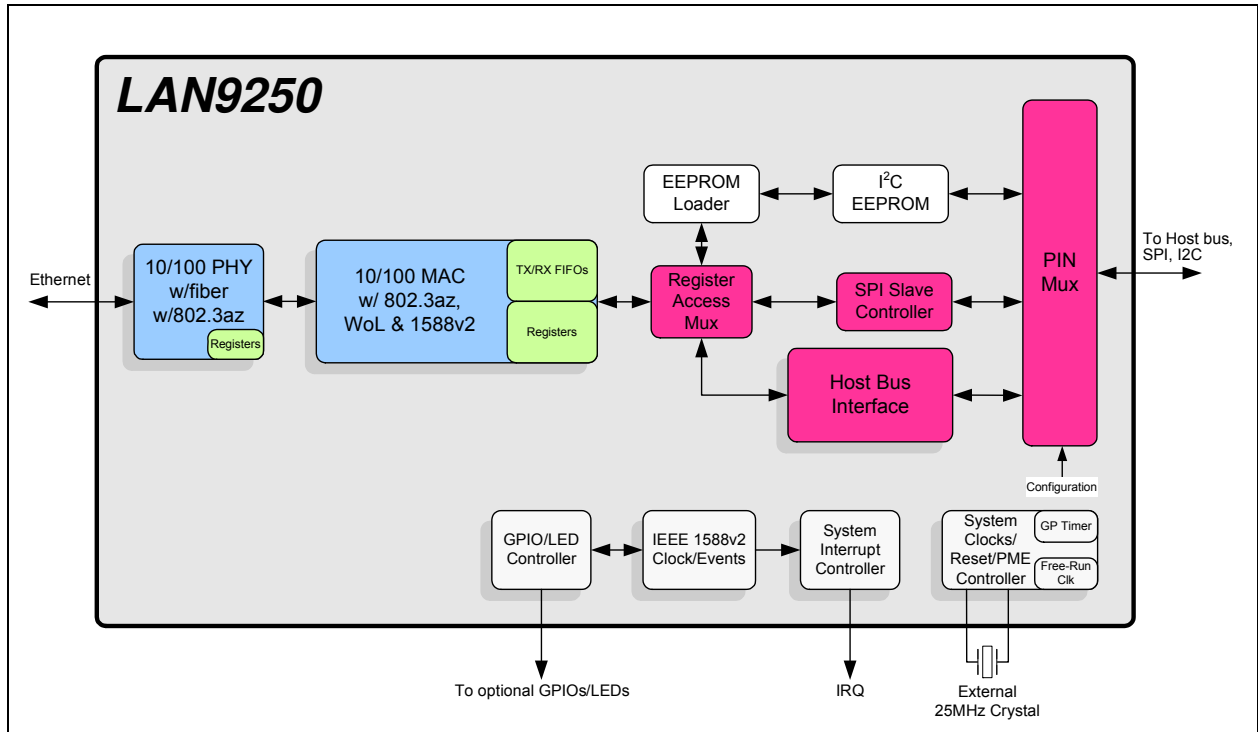 LAN9250
EEPROM
Loader
I2C
EEPROM
To Host bus,
SPI, I2C
Ethernet
10/100 PHY
w/fiber
w/802.3az
Registers
10/100 MAC
w/ 802.3az,
WoL & 1588v2
TX/RX FIFOs
Registers
Register
Access
Mux
SPI Slave
Controller
Host Bus
Interface
PIN
Mux
Configuration
GPIO/LED
Controller
IEEE 1588v2
Clock/Events
System
Interrupt
Controller
System
Clocks/
Reset/PME
Controller
GP Timer
Free-Run
Clk
To optional GPIOs/LEDs
IRQ
External
25MHz Crystal